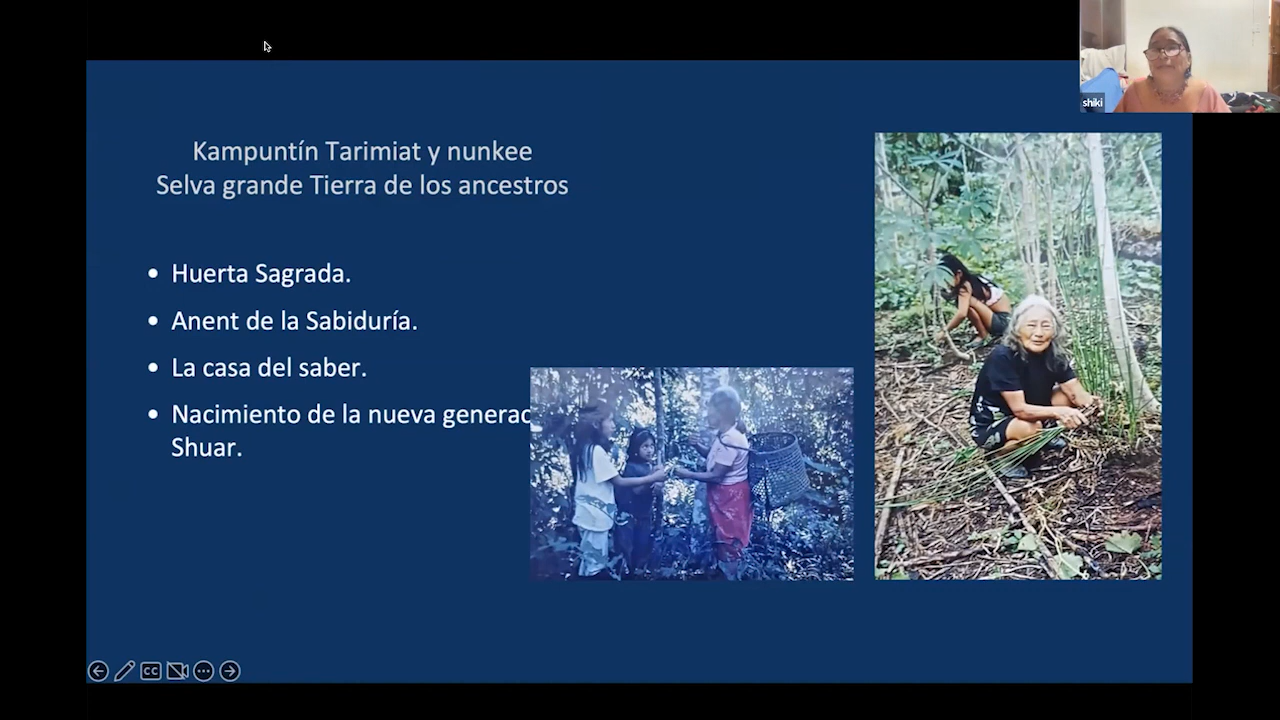 shiki
Kampuntín Tarimiat y nunkee
Selva grande Tierra de los ancestros
Huerta Sagrada.
Anent de la Sabiduría.
La casa del saber.
Nacimiento de la nueva generac
Shuar.
CC